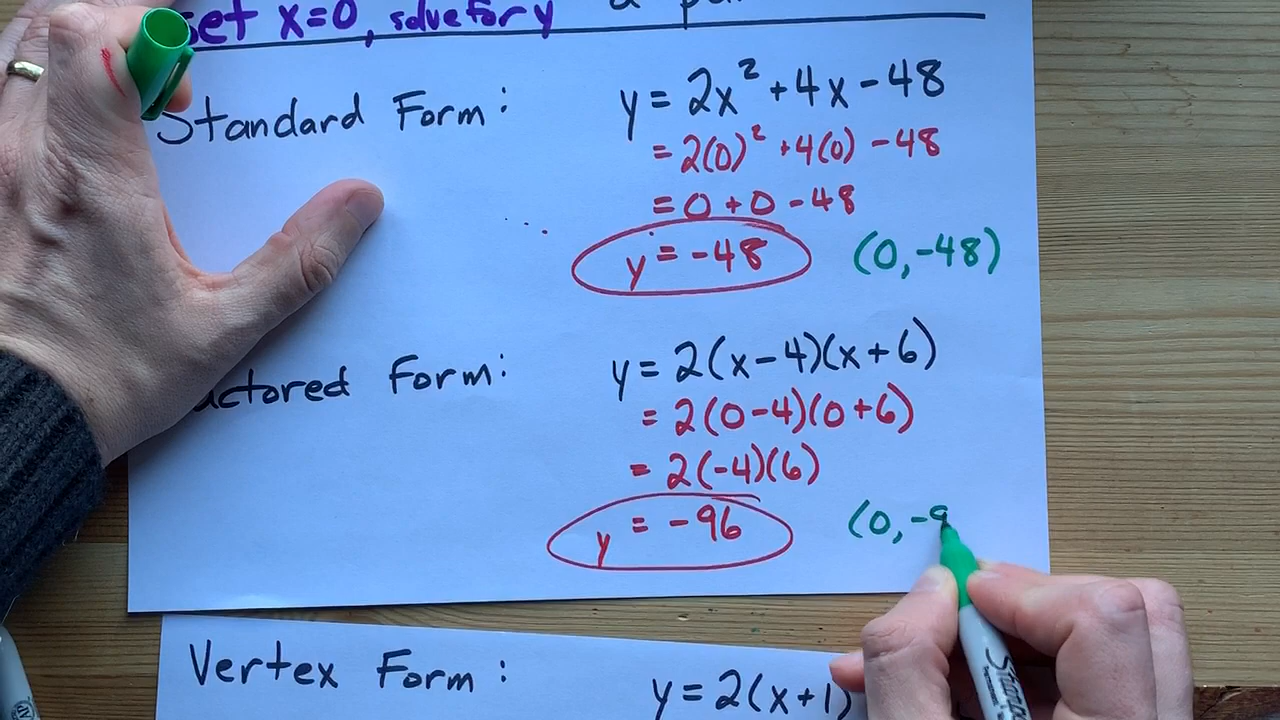 set x=0, solve for y a
Standard Form: y = 2x² + 4x - 48
= 2(0)² + 4(0) - 48
= 0 + 0 - 48
y = -48 (0, -48)
actored Form: y = 2(x - 4)(x + 6)
= 2(0 - 4)(0 + 6)
= 2(-4)(6)
y = -96 (0, -9
Vertex Form: y = 2(x + 1)